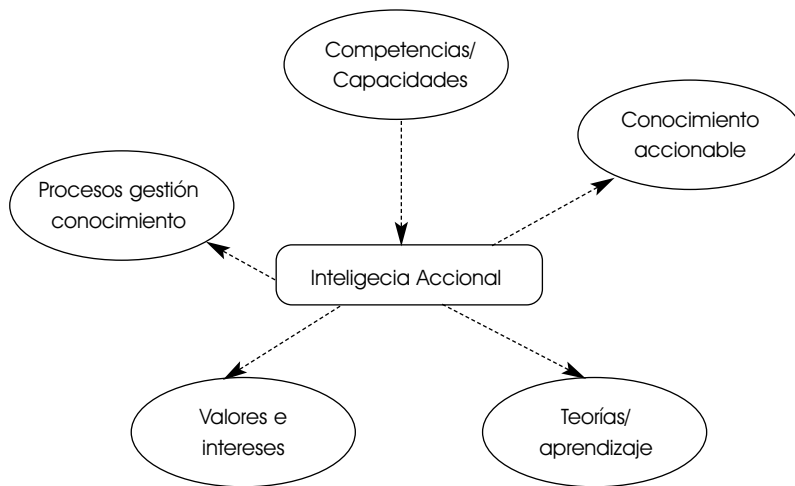 Competencias/
Capacidades
Conocimiento
accionable
Procesos gestión
conocimiento
Inteligecia Accional
Valores e
intereses
Teorías/
aprendizaje